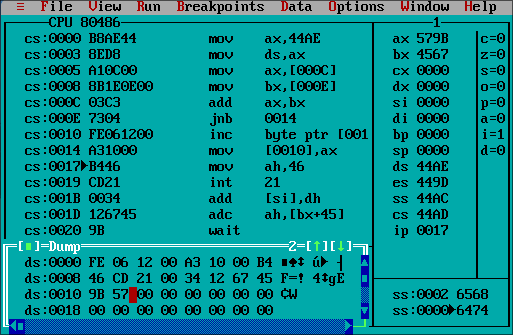 ≡ File View Run Breakpoints Data Options Window Help
CPU 80486 1
cs:0000 B8AE44 mov ax,44AE ax 579B c=0
cs:0003 8ED8 mov ds,ax bx 4567 z=0
cs:0005 A10C00 mov ax,[000C] cx 0000 s=0
cs:0008 8B1E0E00 mov bx,[000E] dx 0000 o=0
cs:000C 03C3 add ax,bx si 0000 p=0
cs:000E 7304 jnb 0014 di 0000 a=0
cs:0010 FE061200 inc byte ptr [001 bp 0000 i=1
cs:0014 A31000 mov [0010],ax sp 0000 d=0
cs:0017►B446 mov ah,46 ds 44AE
cs:0019 CD21 int 21 es 449D
cs:001B 0034 add [si],dh ss 44AC
cs:001D 126745 adc ah,[bx+45] cs 44AD
cs:0020 9B wait ip 0017
[■]=Dump 2=[↑][↓]
ds:0000 FE 06 12 00 A3 10 00 B4 ■♠↕ ú► ┤
ds:0008 46 CD 21 00 34 12 67 45 F=! 4↕gE
ds:0010 9B 57 00 00 00 00 00 00 ¢W ss:0002 6568
ds:0018 00 00 00 00 00 00 00 00 ss:0000►6474